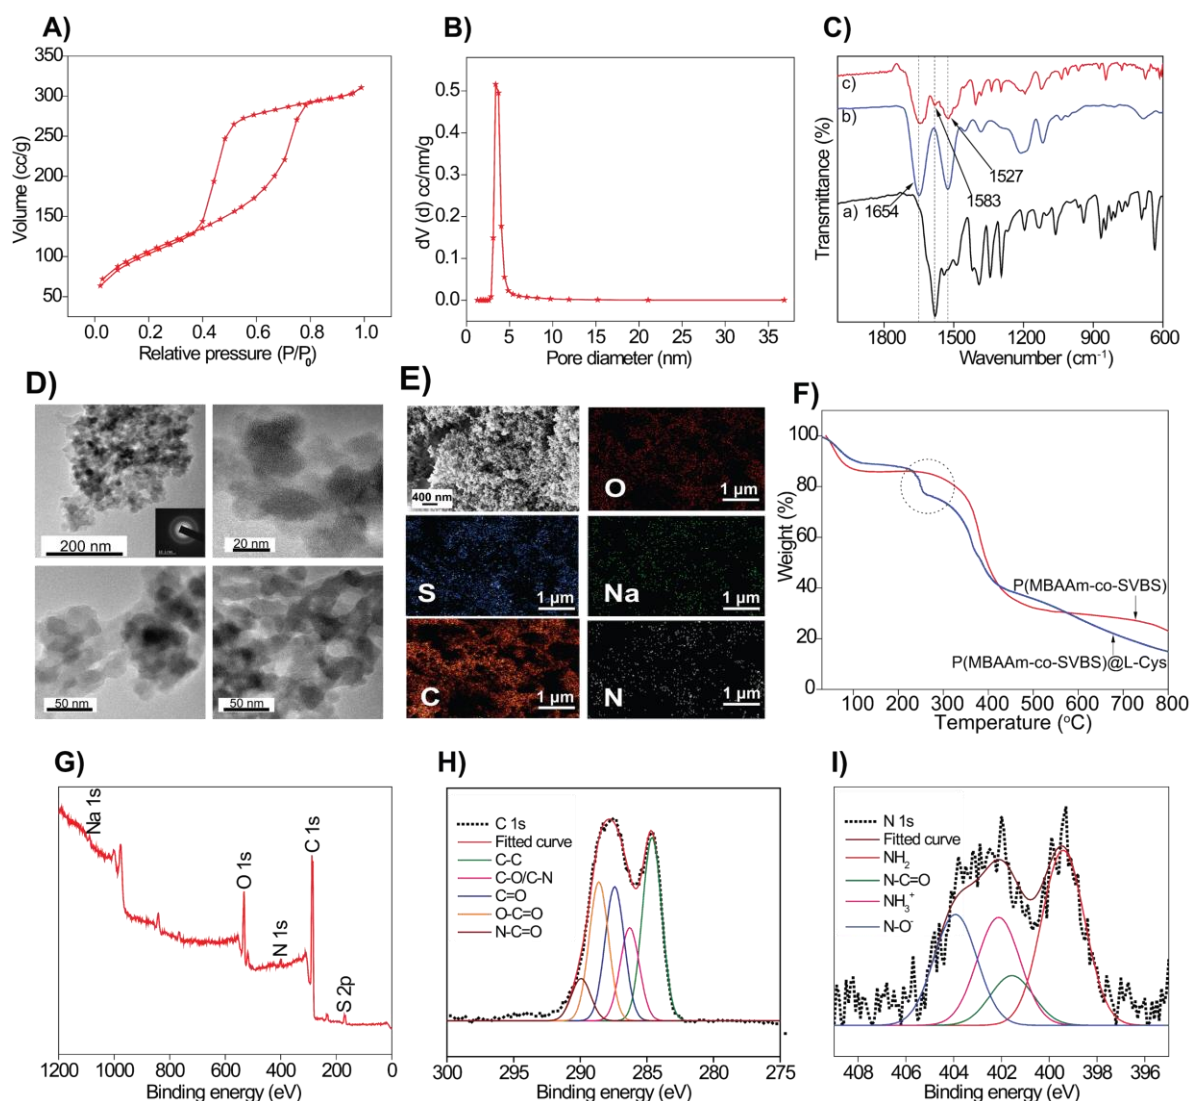 A)
Volume (cc/g)
350
300
250
200
150
100
50
0.0 0.2 0.4 0.6 0.8 1.0
Relative pressure (P/P0)
B)
dV (d) cc/nm/g
0.5
0.4
0.3
0.2
0.1
0.0
0 5 10 15 20 25 30 35
Pore diameter (nm)
C)
Transmittance (%)
c)
b)
a)
1527
1583
1654
1800 1500 1200 900 600
Wavenumber (cm⁻¹)
D)
200 nm
20 nm
50 nm
50 nm
E)
400 nm
O
1 µm
S
1 µm
Na
1 µm
C
1 µm
N
1 µm
F)
Weight (%)
100
80
60
40
20
0
P(MBAAm-co-SVBS)
P(MBAAm-co-SVBS)@L-Cys
100 200 300 400 500 600 700 800
Temperature (°C)
G)
Na 1s
O 1s
N 1s
C 1s
S 2p
1200 1000 800 600 400 200 0
Binding energy (eV)
H)
C 1s
Fitted curve
C-C
C-O/C-N
C=O
O-C=O
N-C=O
300 295 290 285 280 275
Binding energy (eV)
I)
N 1s
Fitted curve
NH₂
N-C=O
NH₃⁺
N-O⁻
408 406 404 402 400 398 396
Binding energy (eV)